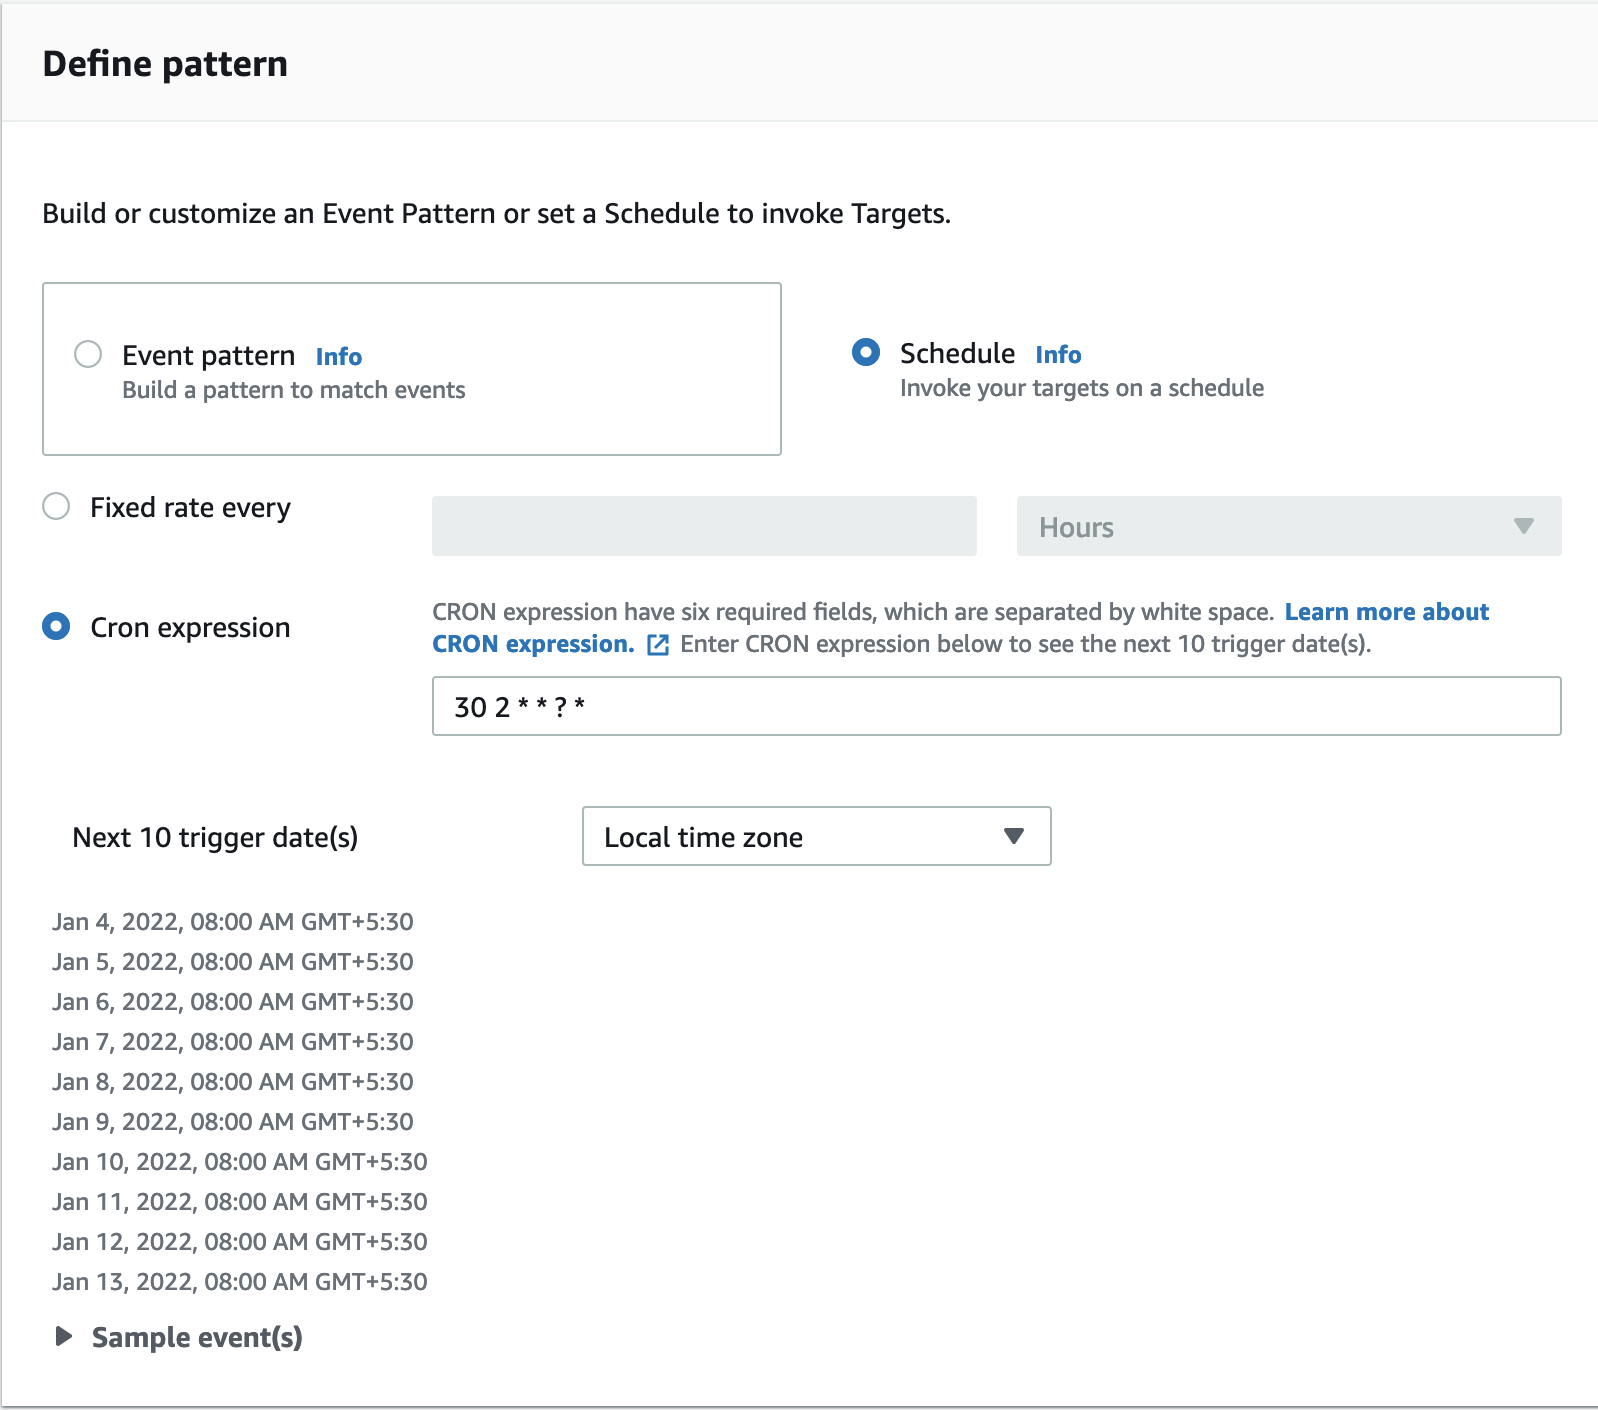 Define pattern
Build or customize an Event Pattern or set a Schedule to invoke Targets.
Event pattern Info
Build a pattern to match events
Schedule Info
Invoke your targets on a schedule
Fixed rate every
Hours
Cron expression
CRON expression have six required fields, which are separated by white space. Learn more about
CRON expression. Enter CRON expression below to see the next 10 trigger date(s).
30 2 * * ? *
Next 10 trigger date(s)
Local time zone
Jan 4, 2022, 08:00 AM GMT+5:30
Jan 5, 2022, 08:00 AM GMT+5:30
Jan 6, 2022, 08:00 AM GMT+5:30
Jan 7, 2022, 08:00 AM GMT+5:30
Jan 8, 2022, 08:00 AM GMT+5:30
Jan 9, 2022, 08:00 AM GMT+5:30
Jan 10, 2022, 08:00 AM GMT+5:30
Jan 11, 2022, 08:00 AM GMT+5:30
Jan 12, 2022, 08:00 AM GMT+5:30
Jan 13, 2022, 08:00 AM GMT+5:30
Sample event(s)